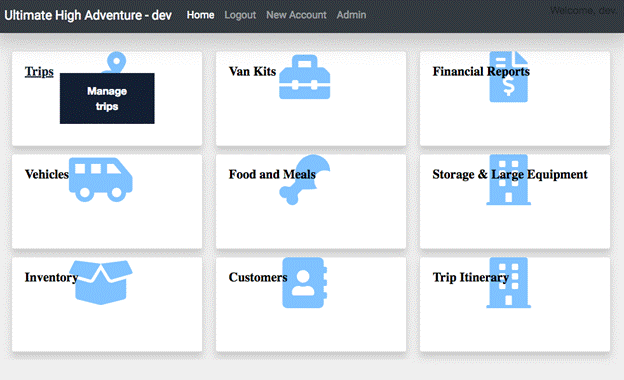 Ultimate High Adventure - dev Home Logout New Account Admin Welcome, dev.
Trips Van Kits Financial Reports
Manage
trips
Vehicles Food and Meals Storage & Large Equipment
Inventory Customers Trip Itinerary